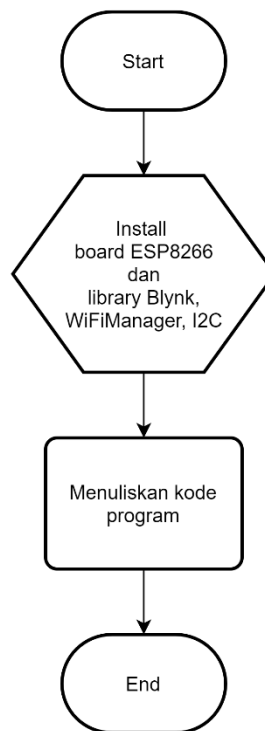 Start
Install
board ESP8266
dan
library Blynk,
WiFiManager, I2C
Menuliskan kode
program
End